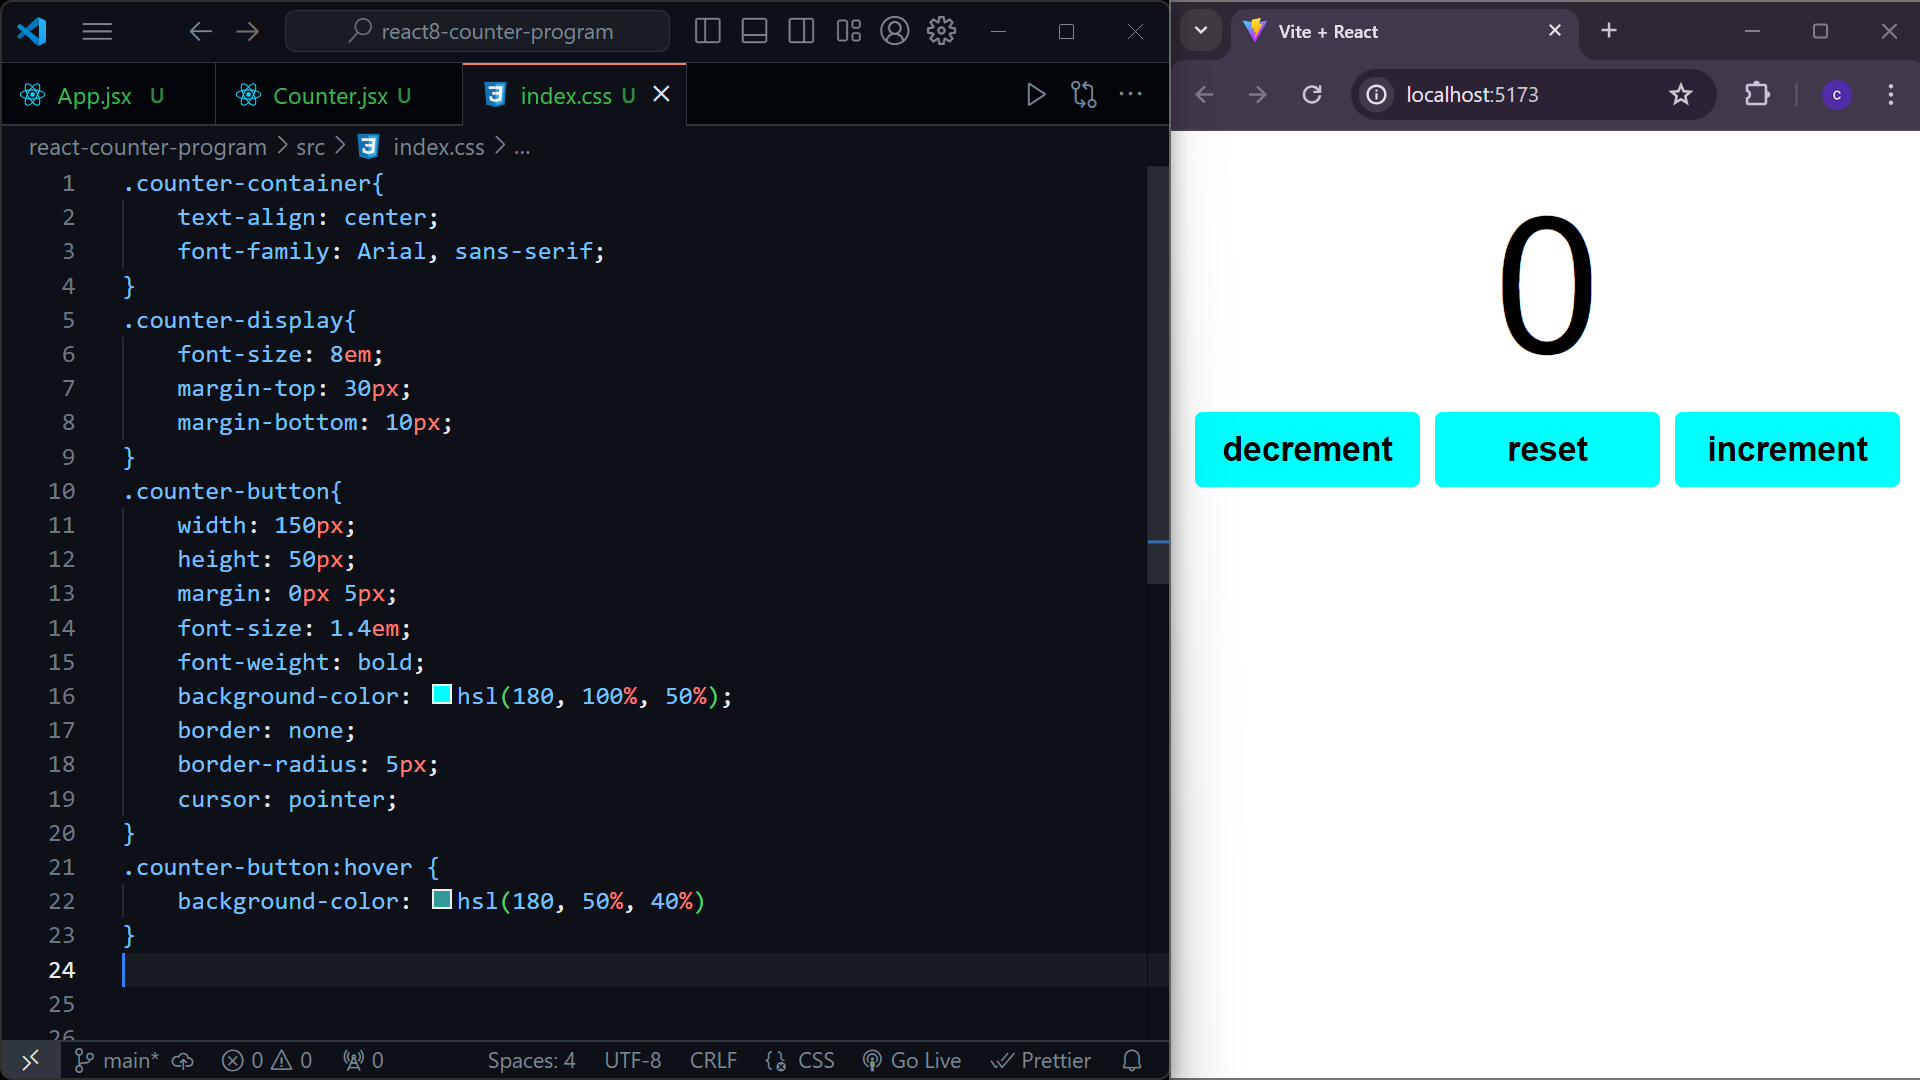 react8-counter-program
App.jsx U
Counter.jsx U
index.css U
react-counter-program > src > index.css > ...
1 .counter-container{
2 text-align: center;
3 font-family: Arial, sans-serif;
4 }
5 .counter-display{
6 font-size: 8em;
7 margin-top: 30px;
8 margin-bottom: 10px;
9 }
10 .counter-button{
11 width: 150px;
12 height: 50px;
13 margin: 0px 5px;
14 font-size: 1.4em;
15 font-weight: bold;
16 background-color: hsl(180, 100%, 50%);
17 border: none;
18 border-radius: 5px;
19 cursor: pointer;
20 }
21 .counter-button:hover {
22 background-color: hsl(180, 50%, 40%)
23 }
24
25
26
main* 0 0 0 Spaces: 4 UTF-8 CRLF CSS Go Live Prettier
Vite + React
localhost:5173
c
0
decrement reset increment